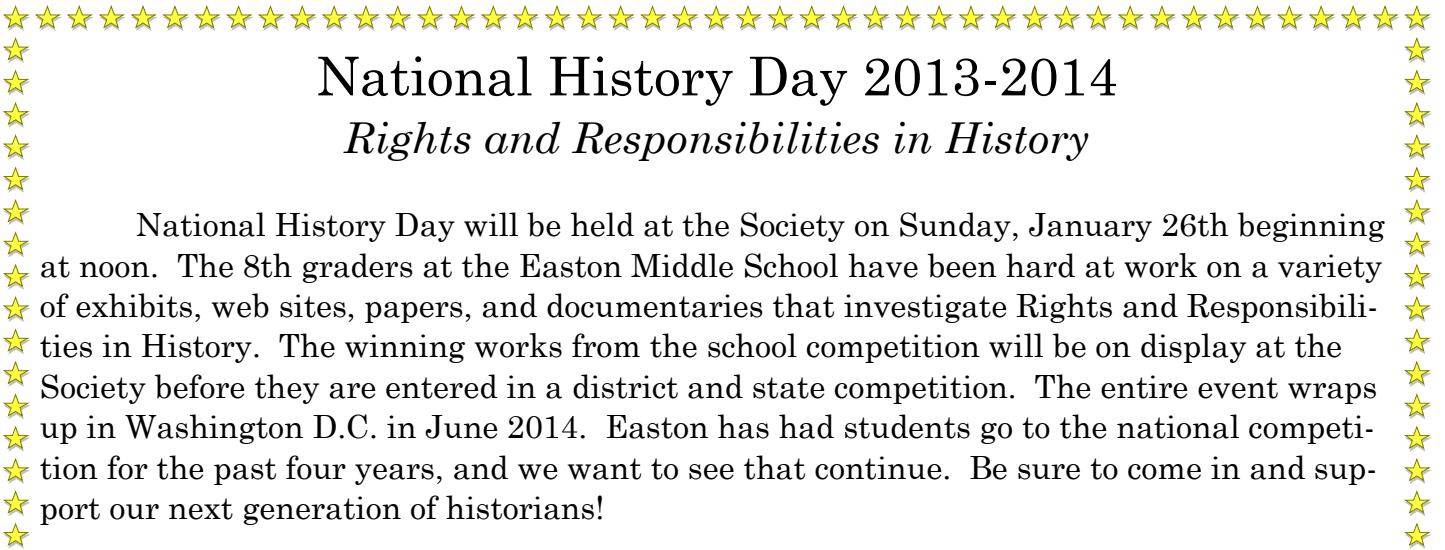 National History Day 2013-2014
Rights and Responsibilities in History
National History Day will be held at the Society on Sunday, January 26th beginning
at noon.  The 8th graders at the Easton Middle School have been hard at work on a variety
of exhibits, web sites, papers, and documentaries that investigate Rights and Responsibili-
ties in History.  The winning works from the school competition will be on display at the
Society before they are entered in a district and state competition.  The entire event wraps
up in Washington D.C. in June 2014.  Easton has had students go to the national competi-
tion for the past four years, and we want to see that continue.  Be sure to come in and sup-
port our next generation of historians!